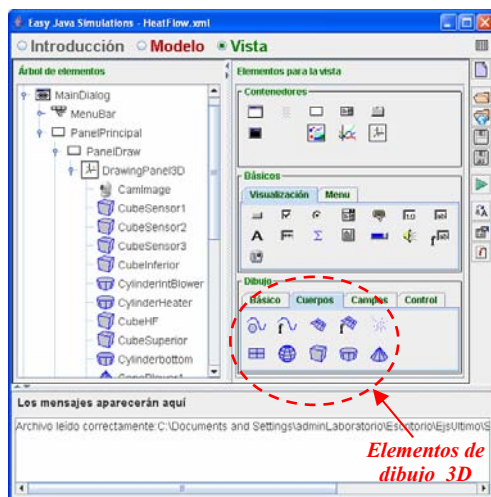 Easy Java Simulations - HeatFlow.xml
Introducción Modelo Vista
Árbol de elementos
Elementos para la vista
MainDialog
MenuBar
PanelPrincipal
PanelDraw
DrawingPanel3D
CamImage
CubeSensor1
CubeSensor2
CubeSensor3
CubeInferior
CylinderIntBlower
CylinderHeater
CubeHF
CubeSuperior
Cylinderbottom
ConeBlower1
Contenedores
Básicos
Visualización Menu
Dibujo
Básico Cuerpos Campos Control
Los mensajes aparecerán aquí
Archivo leído correctamente:C:\Documents and Settings\adminLaboratorio\Escritorio\EjsUltimo\S
Elementos de
dibujo 3D